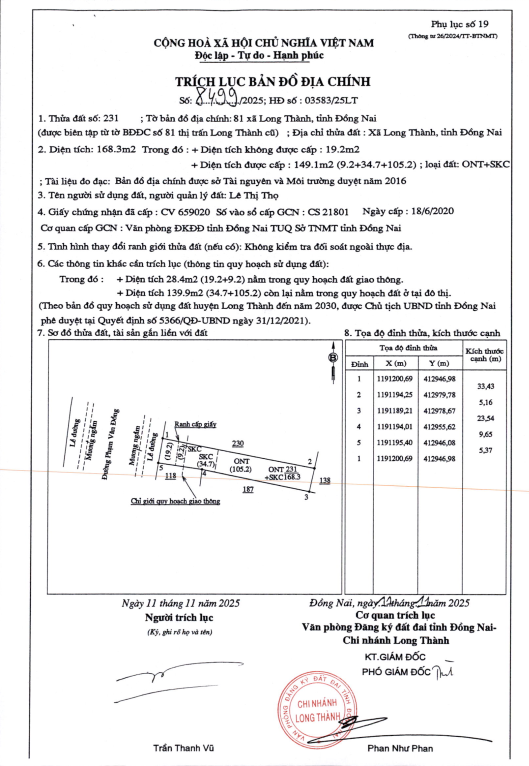 Phụ lục số 19
(Thông tư 26/2024/TT-BTNMT)
CỘNG HOÀ XÃ HỘI CHỦ NGHĨA VIỆT NAM
Độc lập - Tự do - Hạnh phúc
TRÍCH LỤC BẢN ĐỒ ĐỊA CHÍNH
Số: 8499/2025; HĐ số : 03583/25LT
1. Thửa đất số: 231 ; Tờ bản đồ địa chính: 81 xã Long Thành, tỉnh Đồng Nai
(được biên tập từ tờ BĐĐC số 81 thị trấn Long Thành cũ) ; Địa chỉ thửa đất : Xã Long Thành, tỉnh Đồng Nai
2. Diện tích: 168.3m2 Trong đó : + Diện tích không được cấp : 19.2m2
+ Diện tích được cấp : 149.1m2 (9.2+34.7+105.2) ; loại đất: ONT+SKC
; Tài liệu đo đạc: Bản đồ địa chính được sở Tài nguyên và Môi trường duyệt năm 2016
3. Tên người sử dụng đất, người quản lý đất: Lê Thị Thọ
4. Giấy chứng nhận đã cấp : CV 659020 Số vào sổ cấp GCN : CS 21801 Ngày cấp : 18/6/2020
Cơ quan cấp GCN : Văn phòng ĐKĐĐ tỉnh Đồng Nai TUQ Sở TNMT tỉnh Đồng Nai
5. Tình hình thay đổi ranh giới thửa đất (nếu có): Không kiểm tra đối soát ngoài thực địa.
6. Các thông tin khác cần trích lục (thông tin quy hoạch sử dụng đất):
Trong đó : + Diện tích 28.4m2 (19.2+9.2) nằm trong quy hoạch đất giao thông.
+ Diện tích 139.9m2 (34.7+105.2) còn lại nằm trong quy hoạch đất ở tại đô thị.
(Theo bản đồ quy hoạch sử dụng đất huyện Long Thành đến năm 2030, được Chủ tịch UBND tỉnh Đồng Nai
phê duyệt tại Quyết định số 5366/QĐ-UBND ngày 31/12/2021).
7. Sơ đồ thửa đất, tài sản gắn liền với đất
8. Tọa độ đỉnh thửa, kích thước cạnh
B
Lề đường
Mương ngầm
Đường Phạm Văn Đồng
Mương ngầm
Lề đường
Ranh cấp giấy
1
(19.2)
(9.2)
SKC
SKC
(34.7)
ONT
(105.2)
230
ONT 231
+SKC 168.3
2
5
118
4
187
3
138
Chỉ giới quy hoạch giao thông
Đỉnh
Tọa độ đỉnh thửa
X (m) Y (m)
Kích thước
cạnh (m)
1 1191200,69 412946,98
33,43
2 1191194,25 412979,78
5,16
3 1191189,21 412978,67
23,54
4 1191194,01 412955,62
9,65
5 1191195,40 412946,08
5,37
1 1191200,69 412946,98
Ngày 11 tháng 11 năm 2025
Người trích lục
(Ký, ghi rõ họ và tên)
Trần Thanh Vũ
Đồng Nai, ngày 11 tháng 11 năm 2025
Cơ quan trích lục
Văn phòng Đăng ký đất đai tỉnh Đồng Nai-
Chi nhánh Long Thành
KT.GIÁM ĐỐC
PHÓ GIÁM ĐỐC
CHI NHÁNH
LONG THÀNH
Phan Như Phan